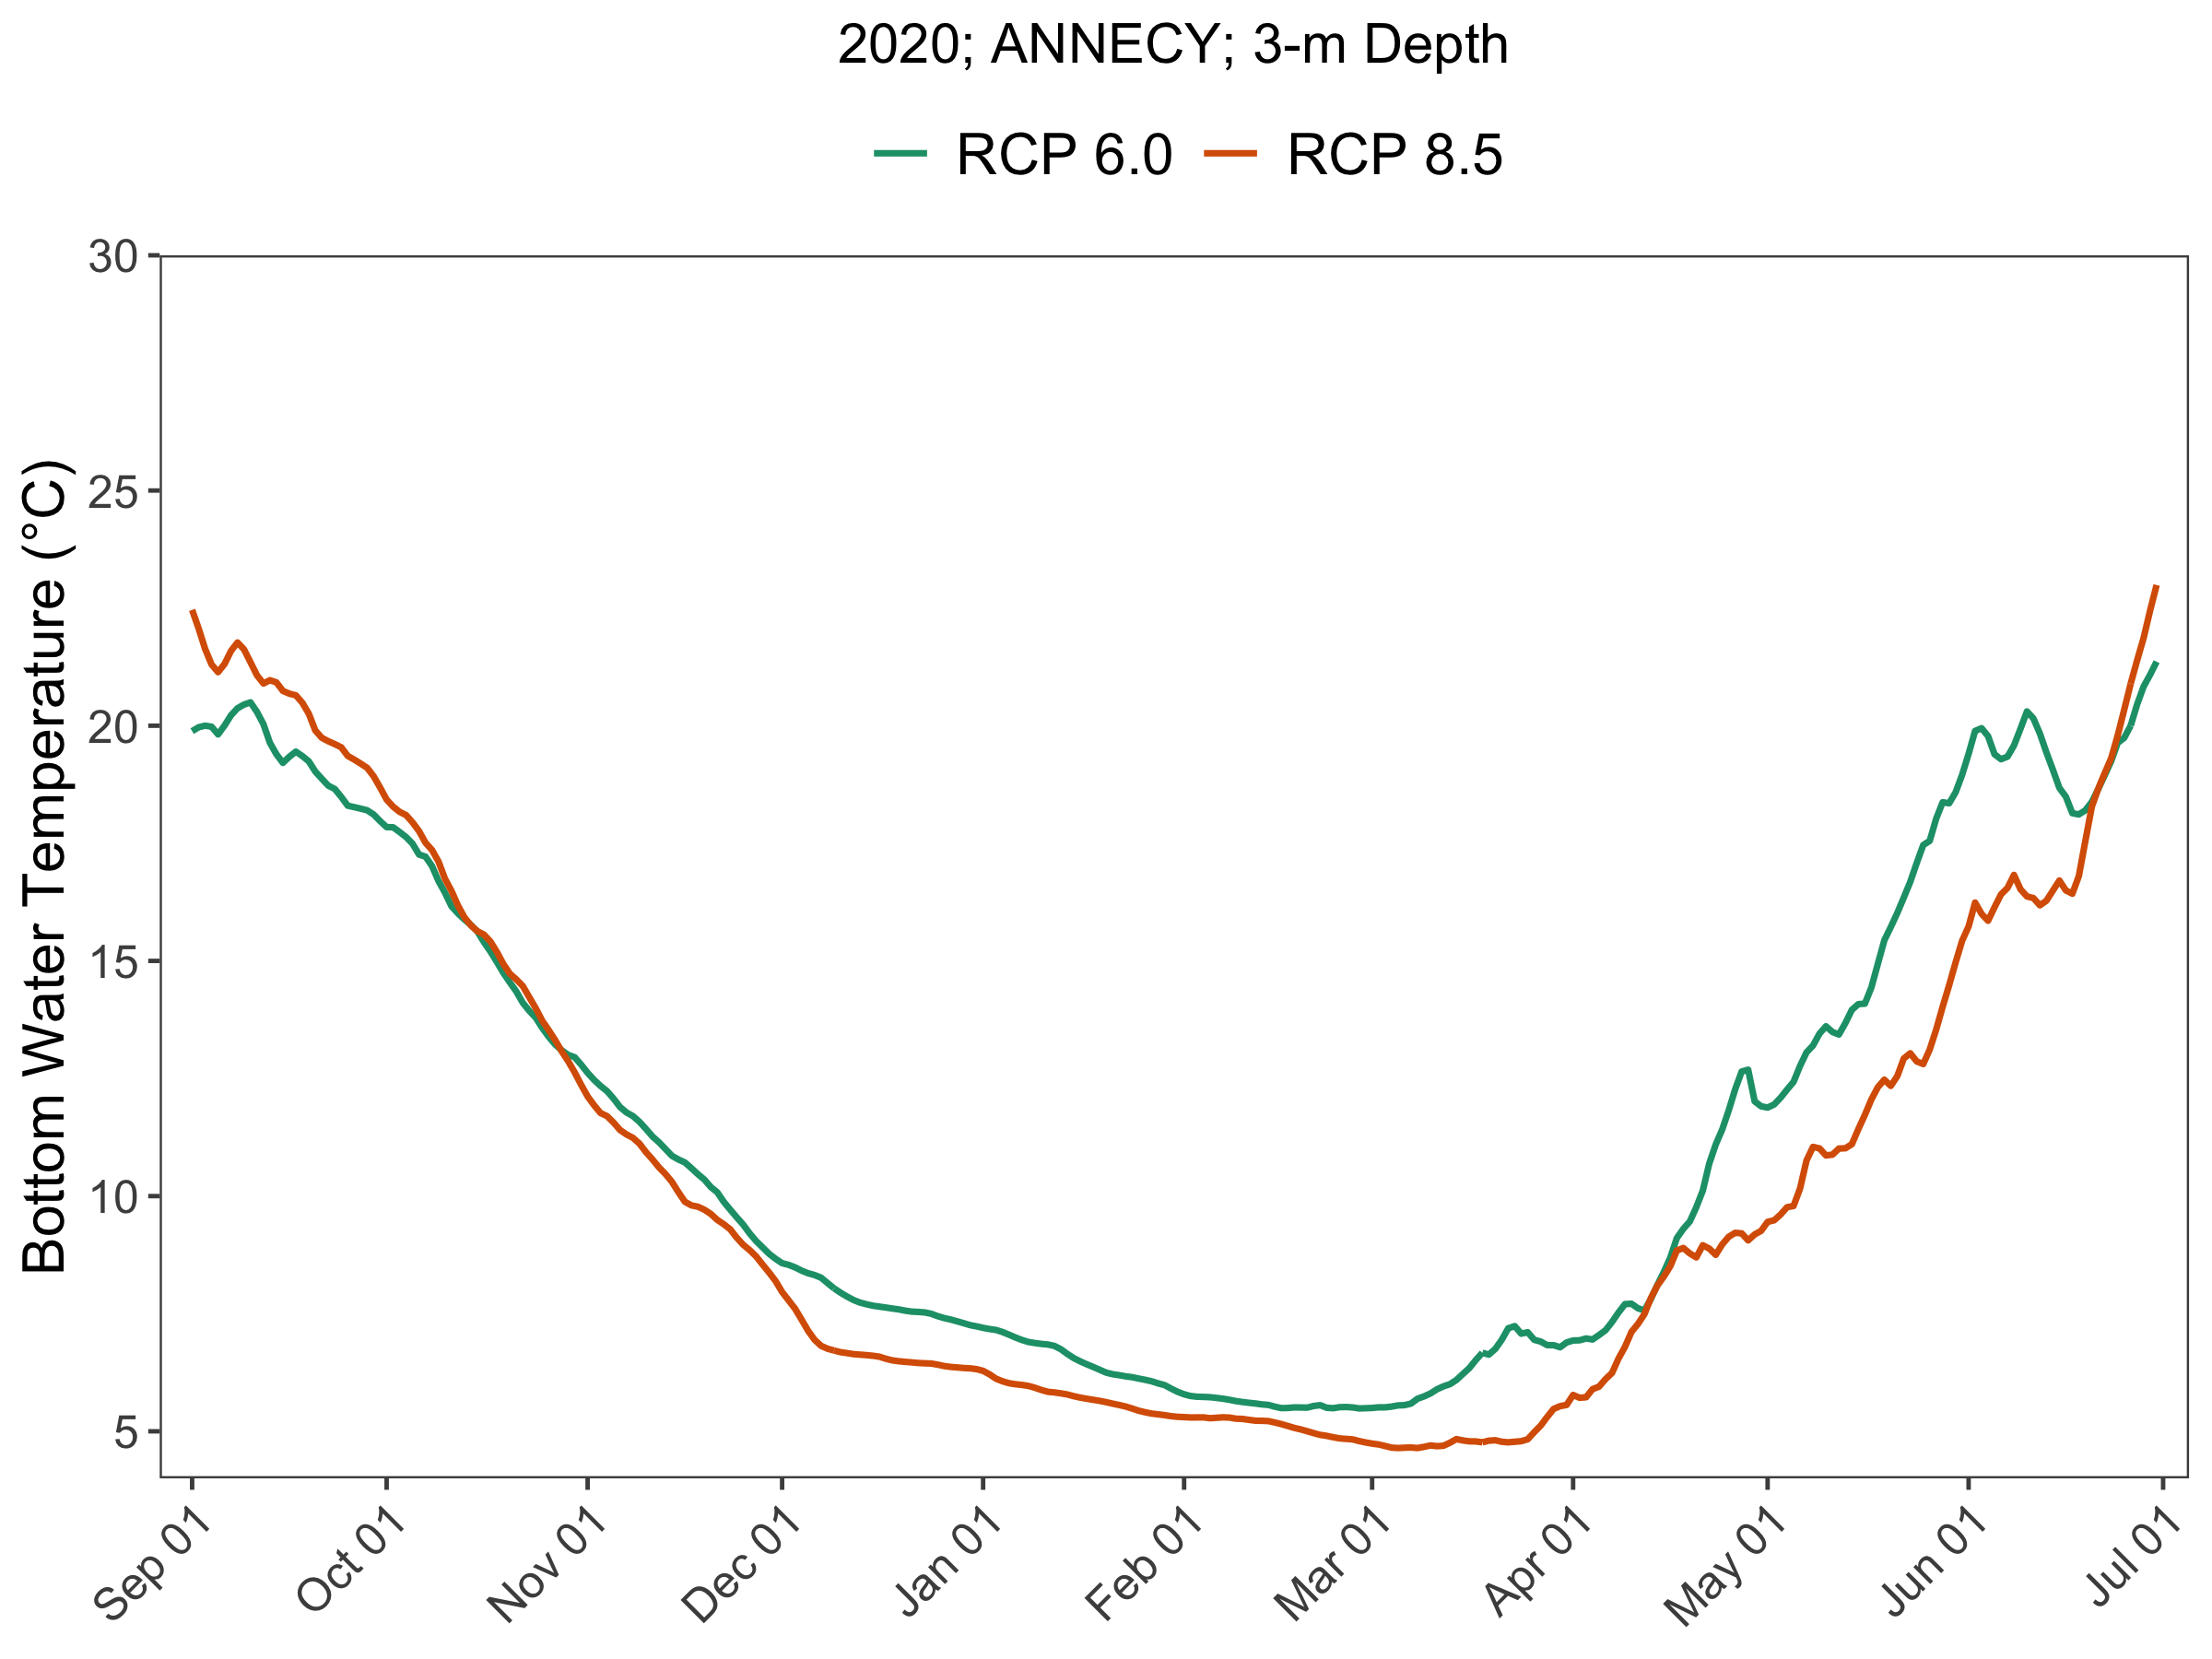 2020; ANNECY; 3-m Depth
RCP 6.0 RCP 8.5
Bottom Water Temperature (°C)
30
25
20
15
10
5
Sep 01 Oct 01 Nov 01 Dec 01 Jan 01 Feb 01 Mar 01 Apr 01 May 01 Jun 01 Jul 01